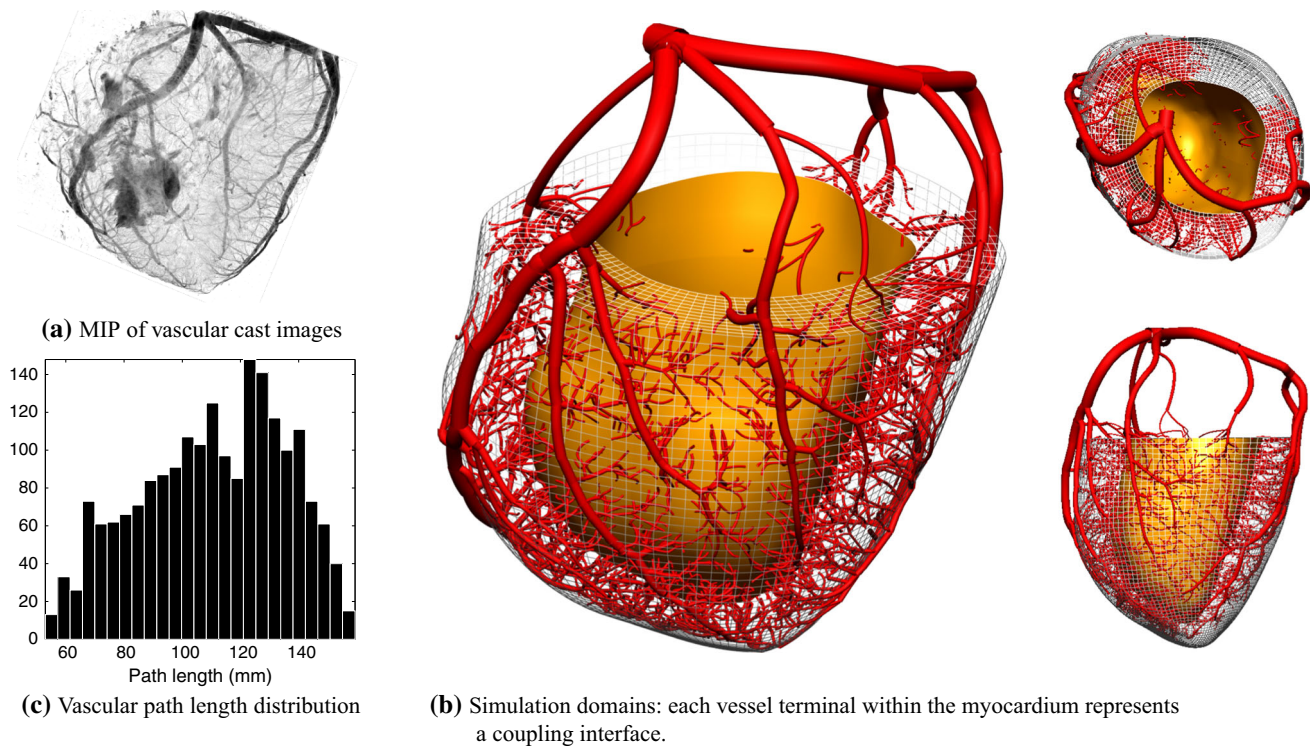 (a) MIP of vascular cast images
140
120
100
80
60
40
20
0
60 80 100 120 140
Path length (mm)
(c) Vascular path length distribution
(b) Simulation domains: each vessel terminal within the myocardium represents
a coupling interface.